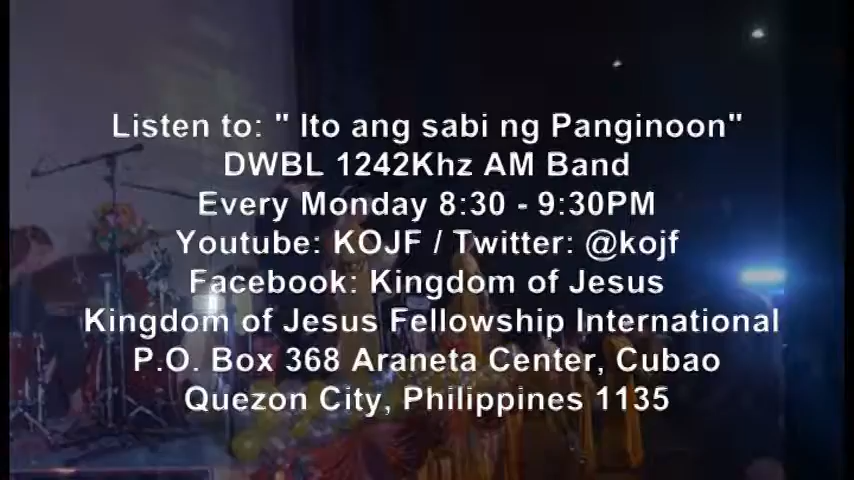 Listen to: " Ito ang sabi ng Panginoon"
DWBL 1242Khz AM Band
Every Monday 8:30 - 9:30PM
Youtube: KOJF / Twitter: @kojf
Facebook: Kingdom of Jesus
Kingdom of Jesus Fellowship International
P.O. Box 368 Araneta Center, Cubao
Quezon City, Philippines 1135